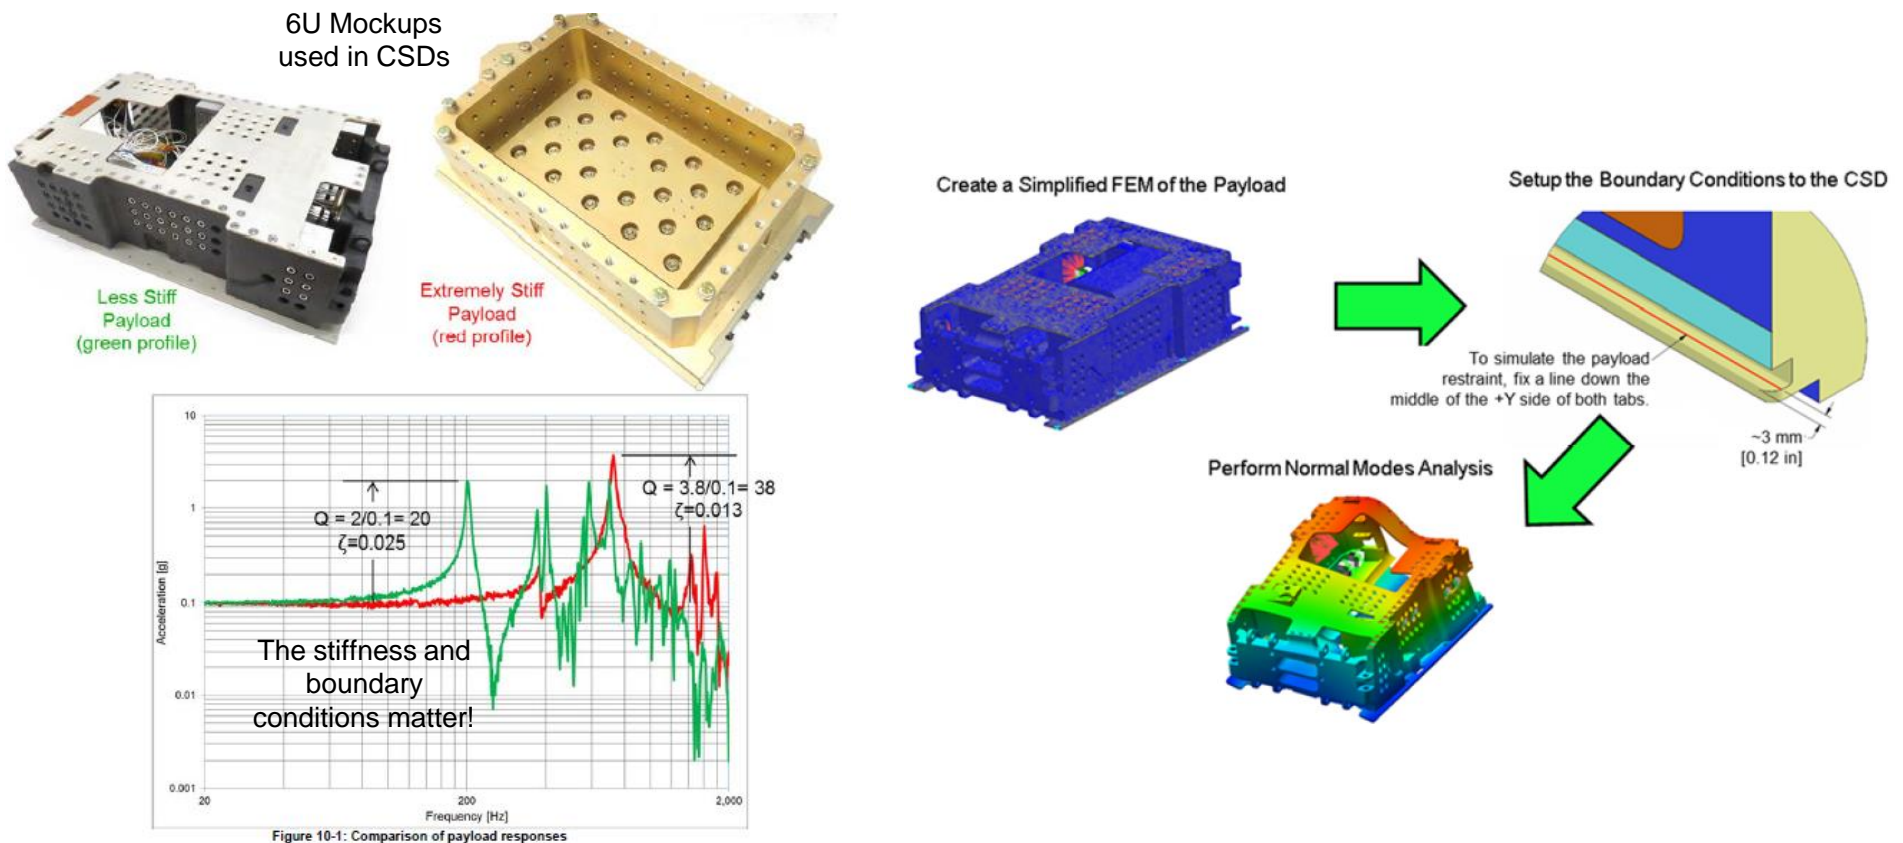 6U Mockups
used in CSDs
Less Stiff
Payload
(green profile)
Extremely Stiff
Payload
(red profile)
10
1
0.1
0.01
0.001
20
200
2,000
Acceleration [g]
Frequency [Hz]
Q = 2/0.1= 20
ζ=0.025
Q = 3.8/0.1= 38
ζ=0.013
The stiffness and
boundary
conditions matter!
Figure 10-1: Comparison of payload responses
Create a Simplified FEM of the Payload
Setup the Boundary Conditions to the CSD
To simulate the payload
restraint, fix a line down the
middle of the +Y side of both tabs.
~3 mm
[0.12 in]
Perform Normal Modes Analysis